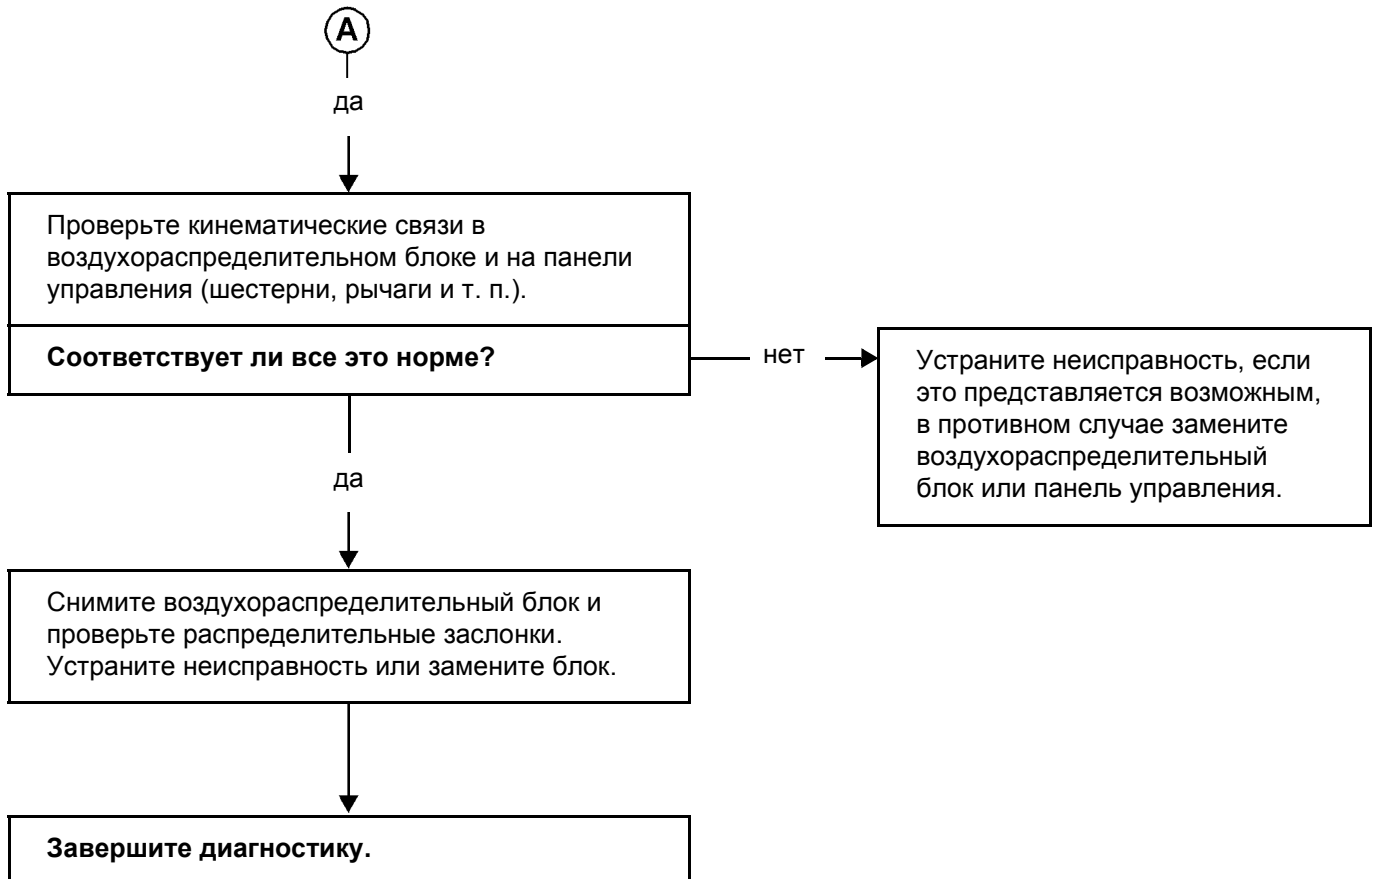 А
да
Проверьте кинематические связи в
воздухораспределительном блоке и на панели
управления (шестерни, рычаги и т. п.).
Соответствует ли все это норме?
нет
Устраните неисправность, если
это представляется возможным,
в противном случае замените
воздухораспределительный
блок или панель управления.
да
Снимите воздухораспределительный блок и
проверьте распределительные заслонки.
Устраните неисправность или замените блок.
Завершите диагностику.